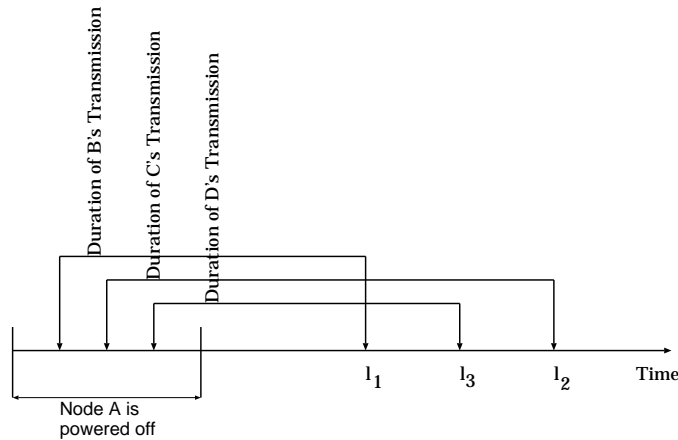 Duration of B's Transmission
Duration of C's Transmission
Duration of D's Transmission
l1
l3
l2
Time
Node A is
powered off